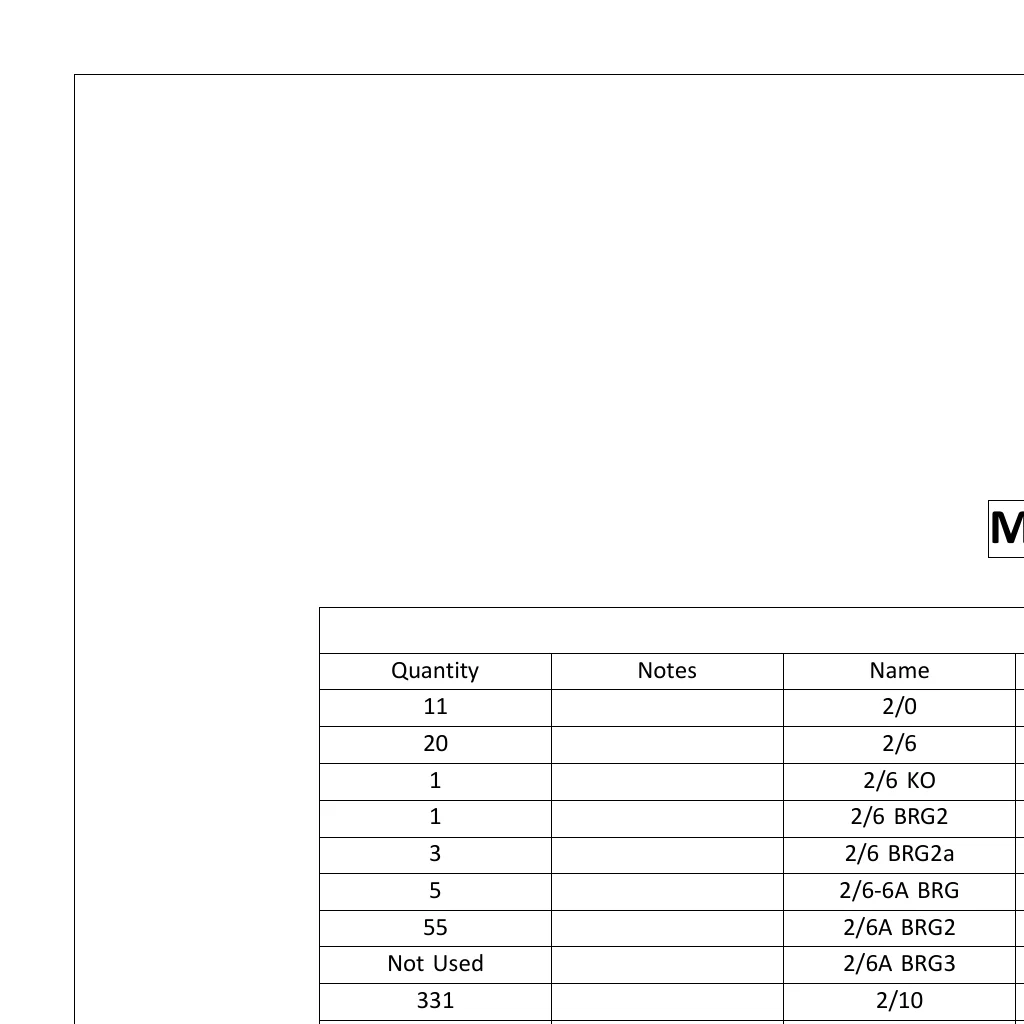 M
Quantity Notes Name
11 2/0
20 2/6
1 2/6 KO
1 2/6 BRG2
3 2/6 BRG2a
5 2/6-6A BRG
55 2/6A BRG2
Not Used 2/6A BRG3
331 2/10